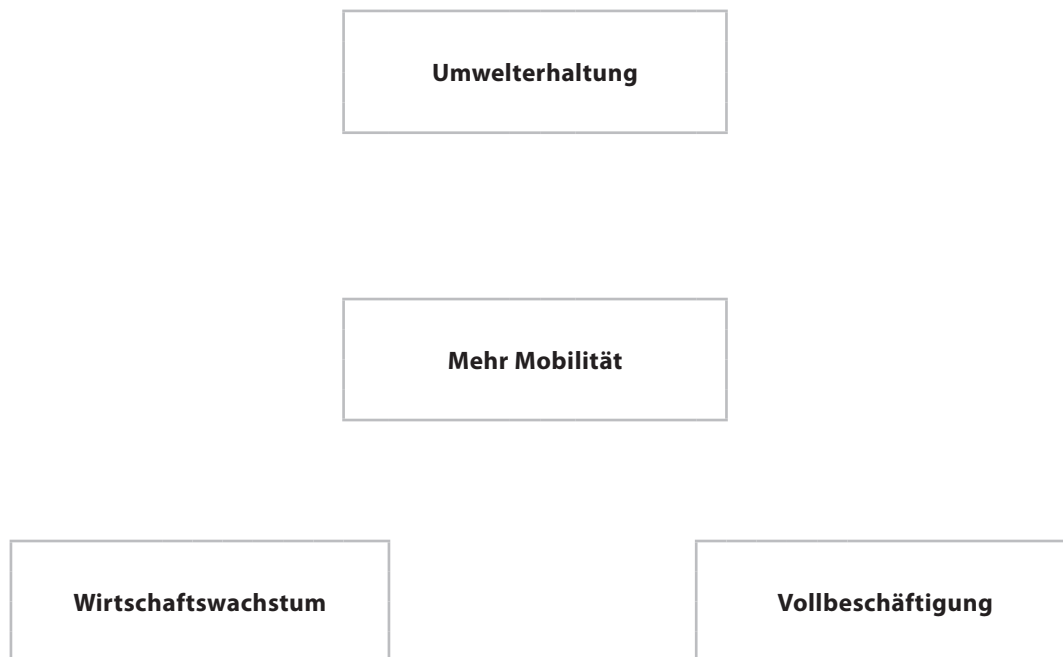 Umwelterhaltung
Mehr Mobilität
Wirtschaftswachstum
Vollbeschäftigung